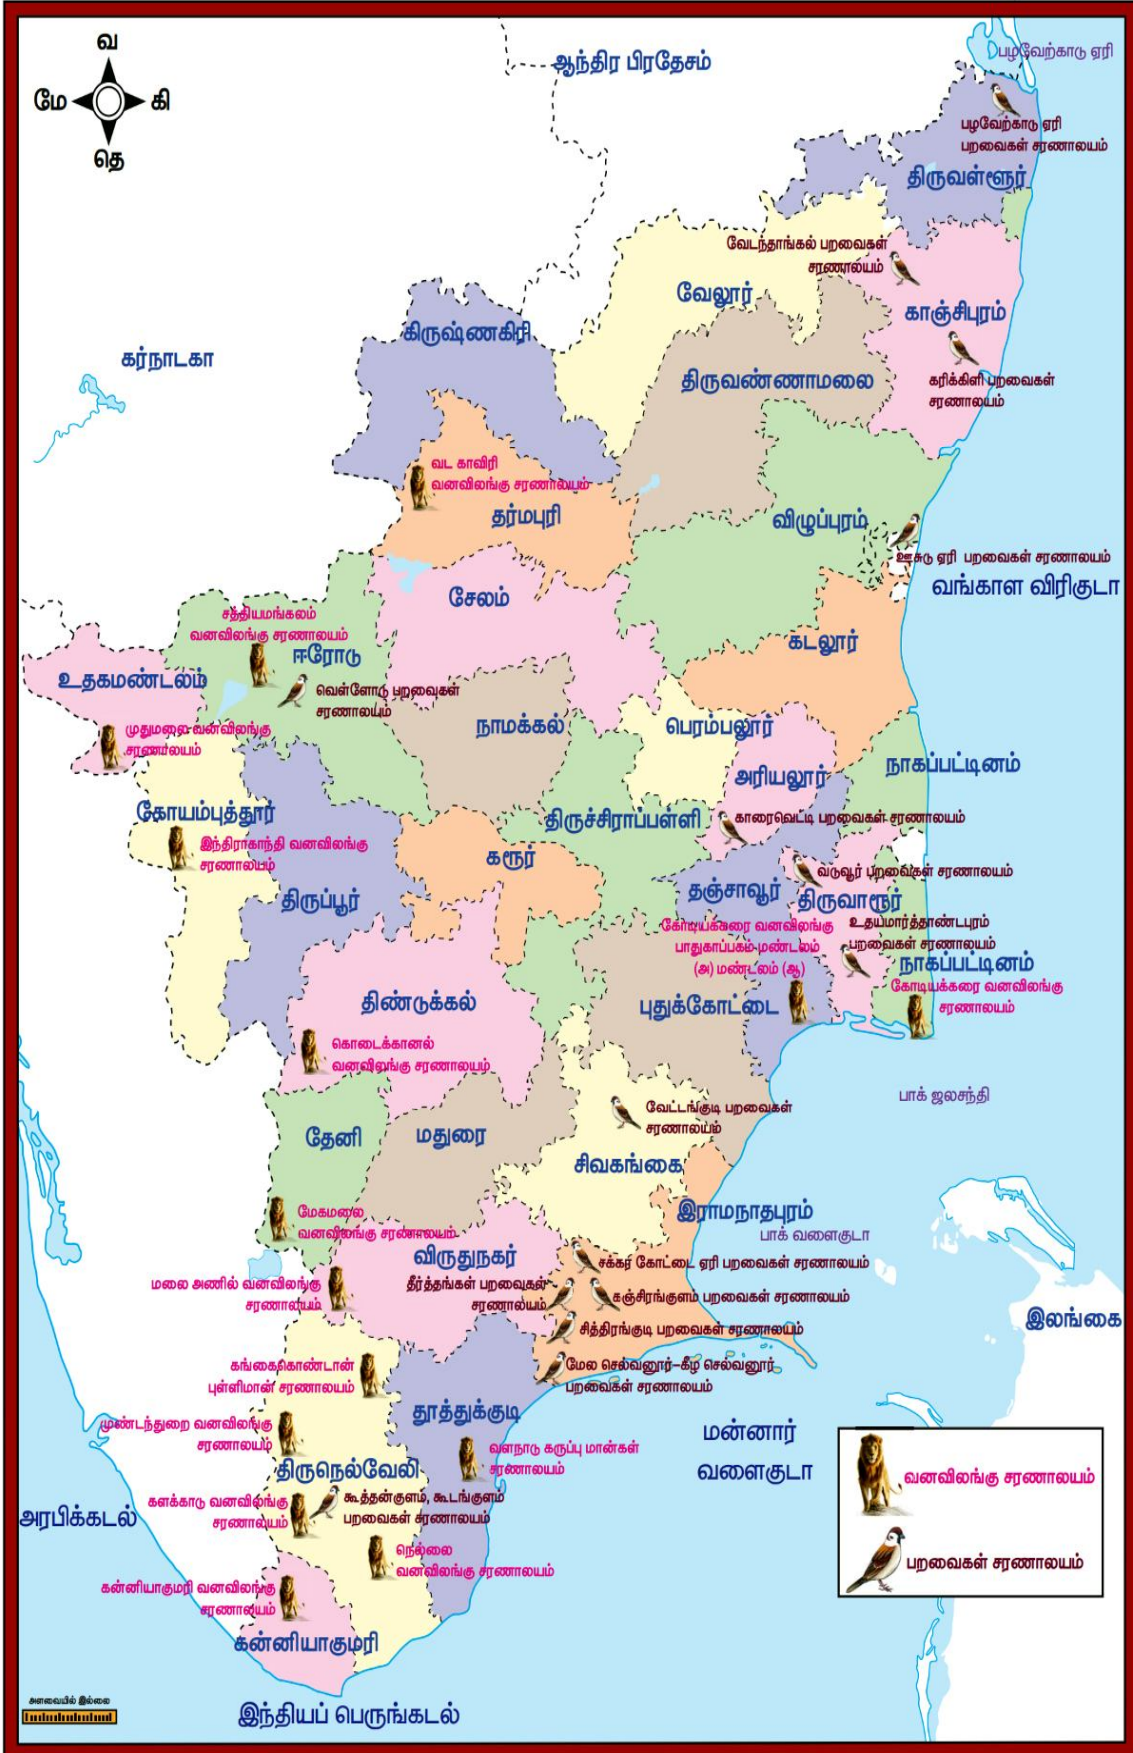 வ
மே
கி
தெ
ஆந்திர பிரதேசம்
பழவேற்காடு ஏரி
பழவேற்காடு ஏரி
பறவைகள் சரணாலயம்
திருவள்ளூர்
வேடந்தாங்கல் பறவைகள்
சரணாலயம்
வேலூர்
காஞ்சிபுரம்
கிருஷ்ணகிரி
கர்நாடகா
திருவண்ணாமலை
கரிக்கிளி பறவைகள்
சரணாலயம்
வட காவிரி
வனவிலங்கு சரணாலயம்
தர்மபுரி
விழுப்புரம்
ஊசுடு ஏரி பறவைகள் சரணாலயம்
வங்காள விரிகுடா
சேலம்
சத்தியமங்கலம்
வனவிலங்கு சரணாலயம்
ஈரோடு
கடலூர்
உதகமண்டலம்
வெள்ளோடு பறவைகள்
சரணாலயம்
முதுமலை வனவிலங்கு
சரணாலயம்
நாமக்கல்
பெரம்பலூர்
அரியலூர்
நாகப்பட்டினம்
கோயம்புத்தூர்
திருச்சிராப்பள்ளி
காரைவெட்டி பறவைகள் சரணாலயம்
இந்திராகாந்தி வனவிலங்கு
சரணாலயம்
கரூர்
வடுவூர் பறவைகள் சரணாலயம்
திருப்பூர்
தஞ்சாவூர்
திருவாரூர்
கோடியக்கரை வனவிலங்கு
பாதுகாப்பகம் மண்டலம்
(அ) மண்டலம் (ஆ)
உதயமார்த்தாண்டபுரம்
பறவைகள் சரணாலயம்
நாகப்பட்டினம்
கோடியக்கரை வனவிலங்கு
சரணாலயம்
திண்டுக்கல்
புதுக்கோட்டை
கொடைக்கானல்
வனவிலங்கு சரணாலயம்
பாக் ஜலசந்தி
வேட்டங்குடி பறவைகள்
சரணாலயம்
தேனி
மதுரை
சிவகங்கை
மேகமலை
வனவிலங்கு சரணாலயம்
இராமநாதபுரம்
பாக் வளைகுடா
விருதுநகர்
சக்கர கோட்டை ஏரி பறவைகள் சரணாலயம்
மலை அணில் வனவிலங்கு
சரணாலயம்
தீர்த்தங்கள் பறவைகள்
சரணாலயம்
கஞ்சிரங்குளம் பறவைகள் சரணாலயம்
சித்திரங்குடி பறவைகள் சரணாலயம்
இலங்கை
கங்கைகொண்டான்
புள்ளிமான் சரணாலயம்
மேல செல்வனூர்–கீழ செல்வனூர்
பறவைகள் சரணாலயம்
முண்டந்துறை வனவிலங்கு
சரணாலயம்
தூத்துக்குடி
மன்னார்
வளைகுடா
வளநாடு கருப்பு மான்கள்
சரணாலயம்
திருநெல்வேலி
களக்காடு வனவிலங்கு
சரணாலயம்
கூத்தன்குளம், கூடங்குளம்
பறவைகள் சரணாலயம்
அரபிக்கடல்
நெல்லை
வனவிலங்கு சரணாலயம்
கன்னியாகுமரி வனவிலங்கு
சரணாலயம்
கன்னியாகுமரி
வனவிலங்கு சரணாலயம்
பறவைகள் சரணாலயம்
அளவையில் இல்லை
இந்தியப் பெருங்கடல்